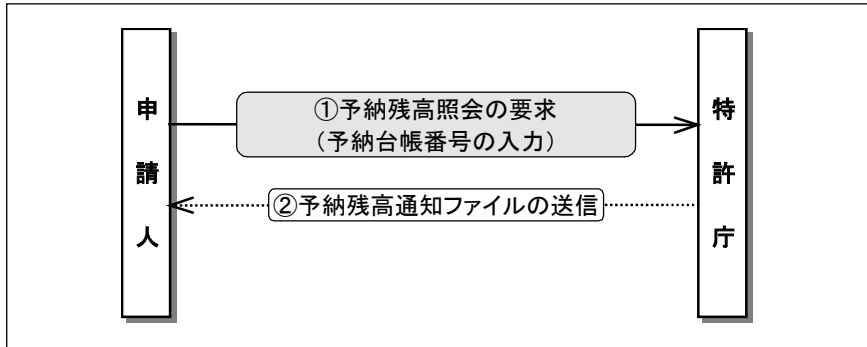 申請人
①予納残高照会の要求
(予納台帳番号の入力)
②予納残高通知ファイルの送信
特許庁